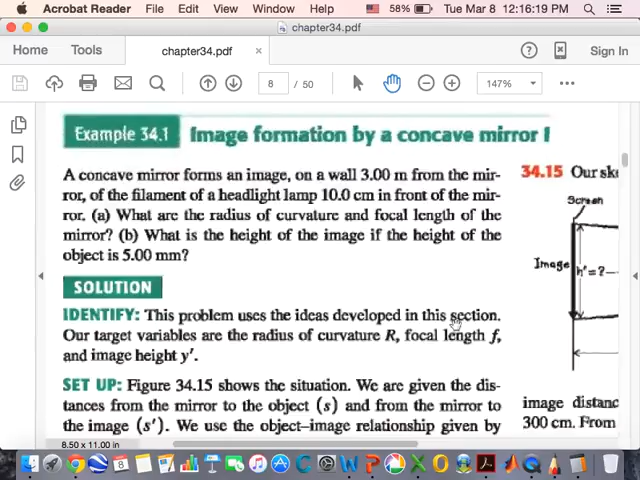 Acrobat Reader File Edit View Window Help 58% Thu Dec 8 12:16:19 AM
chapter34.pdf
Home Tools chapter34.pdf × ? Sign In
8 / 50 147%
Example 34.1 Image formation by a concave mirror I
A concave mirror forms an image, on a wall 3.00 m from the mir-
ror, of the filament of a headlight lamp 10.0 cm in front of the mir-
ror. (a) What are the radius of curvature and focal length of the
mirror? (b) What is the height of the image if the height of the
object is 5.00 mm?
SOLUTION
IDENTIFY: This problem uses the ideas developed in this section.
Our target variables are the radius of curvature R, focal length f,
and image height y′.
SET UP: Figure 34.15 shows the situation. We are given the dis-
tances from the mirror to the object (s) and from the mirror to
the image (s′). We use the object–image relationship given by
34.15 Our ske
Screen
Image
h′=?
image distanc
300 cm. From
8.50 x 11.00 in
8